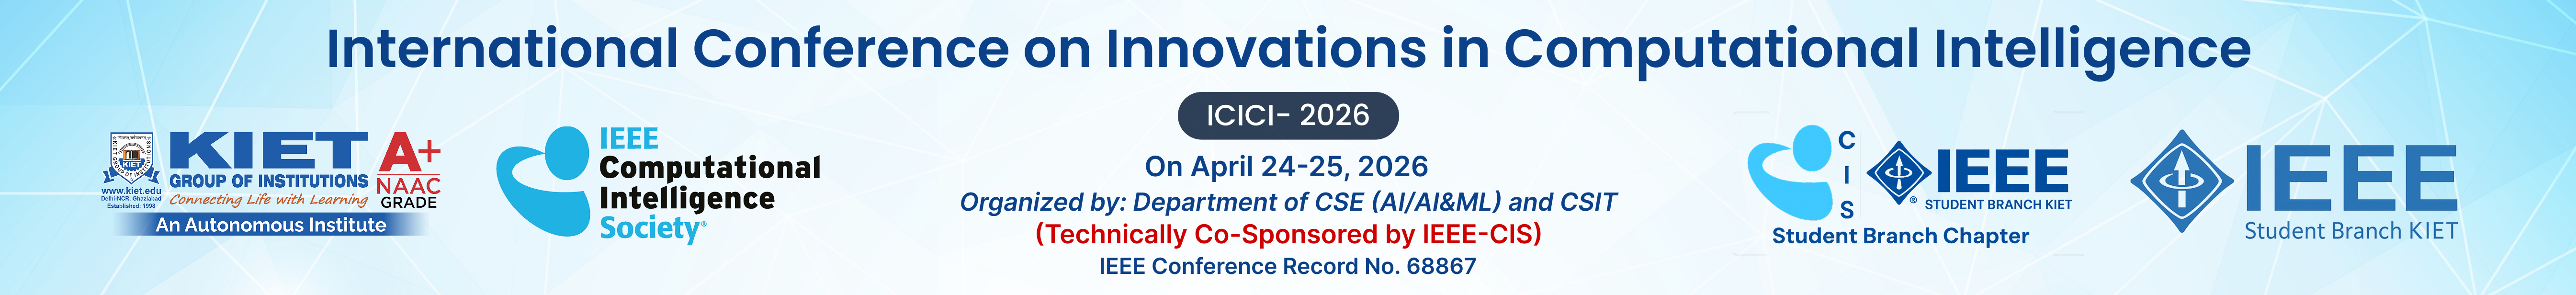 International Conference on Innovations in Computational Intelligence
ICICI- 2026
On April 24-25, 2026
Organized by: Department of CSE (AI/AI&ML) and CSIT
(Technically Co-Sponsored by IEEE-CIS)
IEEE Conference Record No. 68867
KIET
GROUP OF INSTITUTIONS
Connecting Life with Learning
www.kiet.edu
Delhi-NCR, Ghaziabad
Established: 1998
A+
NAAC
GRADE
An Autonomous Institute
IEEE
Computational
Intelligence
Society®
C
I
S
IEEE
®
STUDENT BRANCH KIET
Student Branch Chapter
IEEE
Student Branch KIET